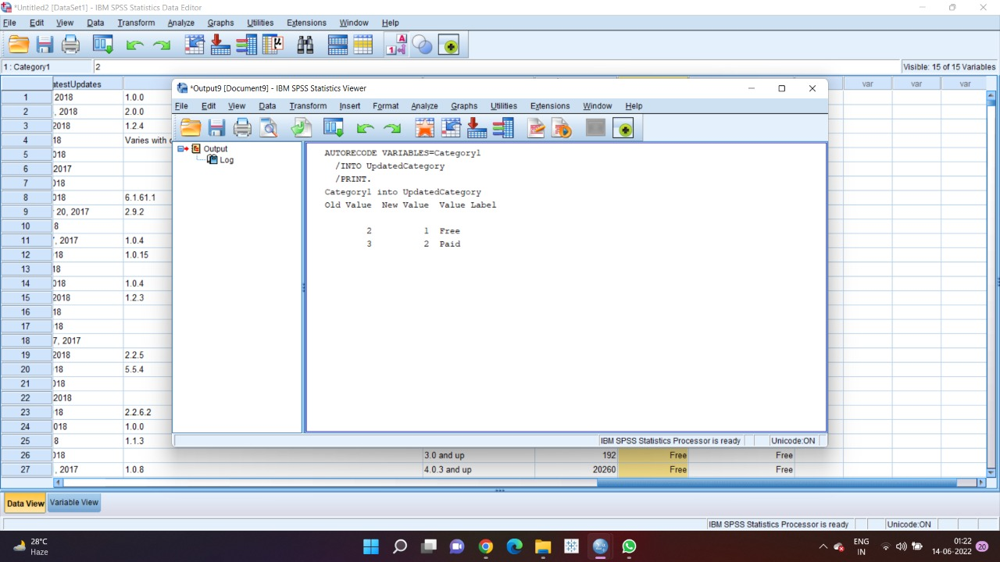 *Untitled2 [DataSet1] - IBM SPSS Statistics Data Editor
File Edit View Data Transform Analyze Graphs Utilities Extensions Window Help
1 : Category1 2 Visible: 15 of 15 Variables
atestUpdates var var var
1 2018 1.0.0
2 , 2018 2.0.0
3 2018 1.2.4
4 18 Varies with
5 018
6 2017
7 018
8 018 6.1.61.1
9 20, 2017 2.9.2
10 8
11 , 2017 1.0.4
12 18 1.0.15
13 18
14 018 1.0.4
15 2018 1.2.3
16 18
17 18
18 7, 2017
19 2018 2.2.5
20 18 5.5.4
21 018
22 2018
23 18 2.2.6.2
24 018 1.0.0
25 8 1.1.3
26 018 3.0 and up 192 Free Free
27 , 2017 1.0.8 4.0.3 and up 20260 Free Free
*Output9 [Document9] - IBM SPSS Statistics Viewer
File Edit View Data Transform Insert Format Analyze Graphs Utilities Extensions Window Help
Output
Log
AUTORECODE VARIABLES=Category1
/INTO UpdatedCategory
/PRINT.
Category1 into UpdatedCategory
Old Value New Value Value Label
2 1 Free
3 2 Paid
IBM SPSS Statistics Processor is ready Unicode:ON
Data View Variable View
IBM SPSS Statistics Processor is ready Unicode:ON
28°C
Haze
ENG
IN
01:22
14-06-2022
20